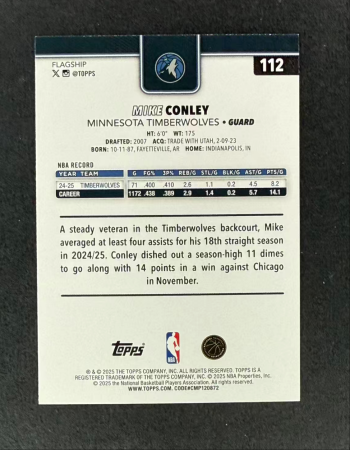 FLAGSHIP
@TOPPS
112
MIKE CONLEY
MINNESOTA TIMBERWOLVES • GUARD
HT: 6'0" WT: 175
DRAFTED: 2007 ACQ: TRADE WITH UTAH, 2-09-23
BORN: 10-11-87, FAYETTEVILLE, AR HOME: INDIANAPOLIS, IN
NBA RECORD
YEAR TEAM G FG% 3P% REB/G STL/G BLK/G AST/G PTS/G
24-25 TIMBERWOLVES 71 .400 .410 2.6 1.1 0.2 4.5 8.2
CAREER 1172 .438 .389 2.9 1.4 0.2 5.7 14.1
A steady veteran in the Timberwolves backcourt, Mike
averaged at least four assists for his 18th straight season
in 2024/25. Conley dished out a season-high 11 dimes
to go along with 14 points in a win against Chicago
in November.
Topps
NBA
® & © 2025 THE TOPPS COMPANY, INC. ALL RIGHTS RESERVED. TOPPS IS A
REGISTERED TRADEMARK OF THE TOPPS COMPANY, INC. © 2025 NBA Properties, Inc.
© 2025 the National Basketball Players Association. All rights reserved.
WWW.TOPPS.COM. CODE#CMP120872